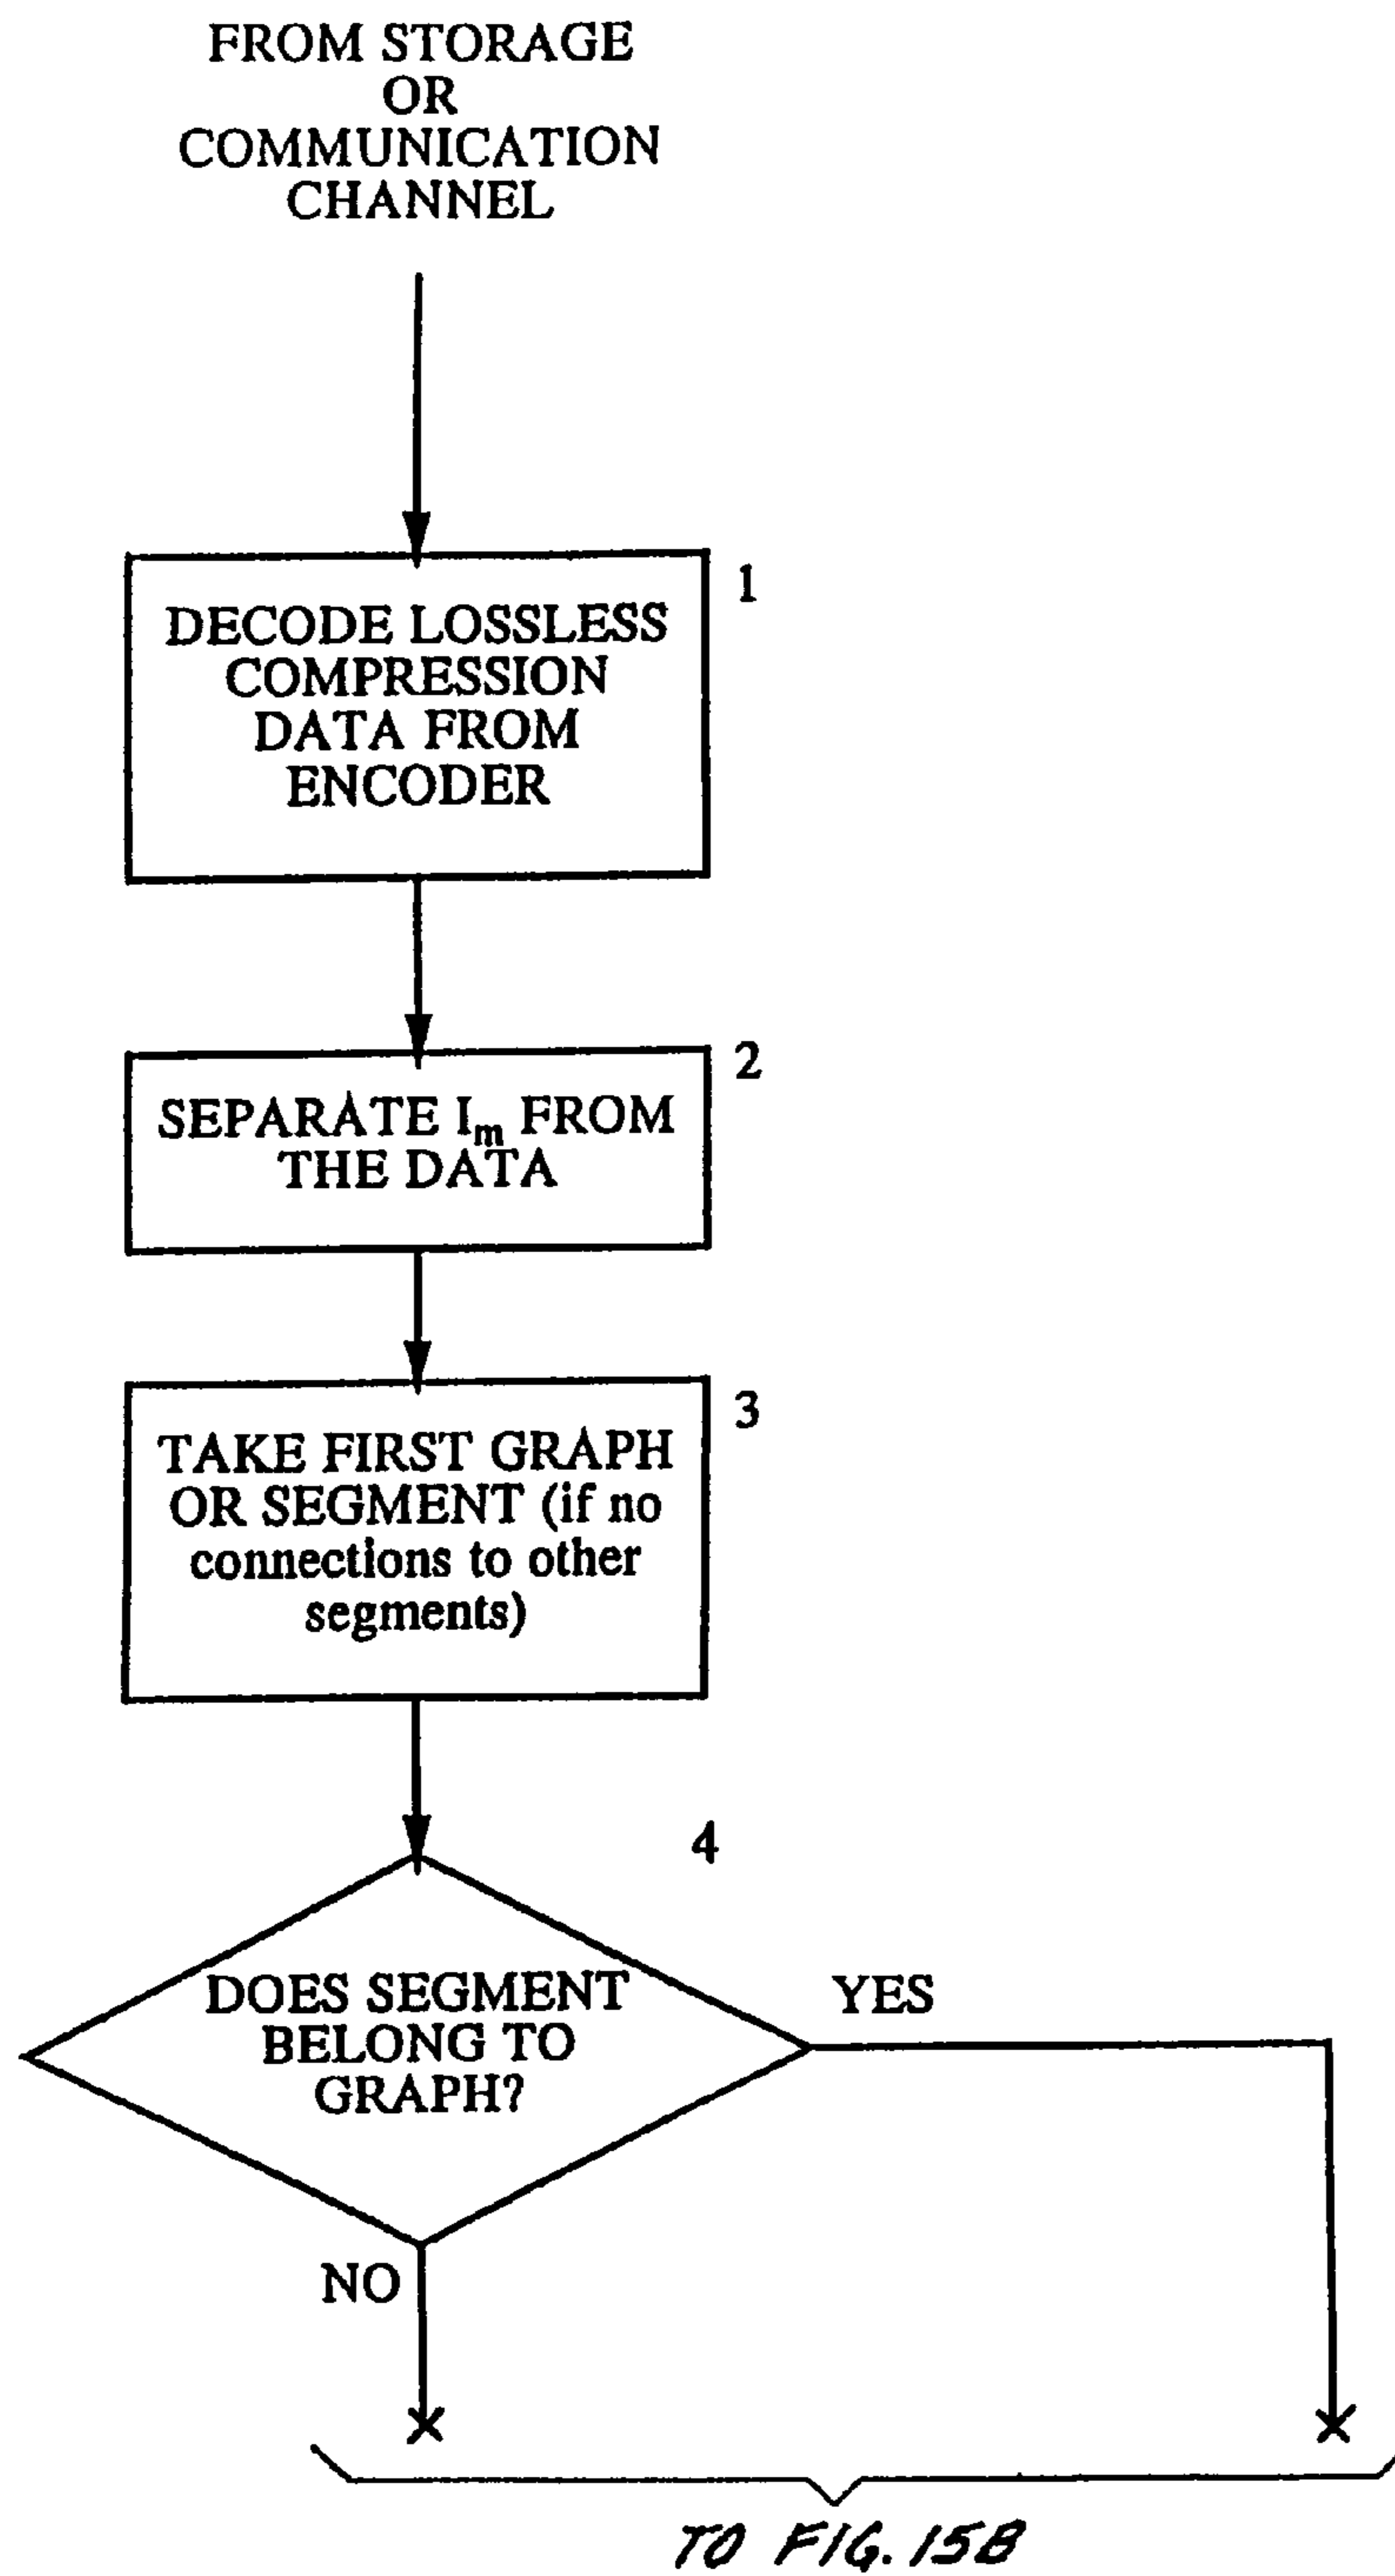 FROM STORAGE
OR
COMMUNICATION
CHANNEL
1
DECODE LOSSLESS
COMPRESSION
DATA FROM
ENCODER
2
SEPARATE Im FROM
THE DATA
3
TAKE FIRST GRAPH
OR SEGMENT (if no
connections to other
segments)
4
DOES SEGMENT
BELONG TO
GRAPH?
YES
NO
TO FIG. 15B